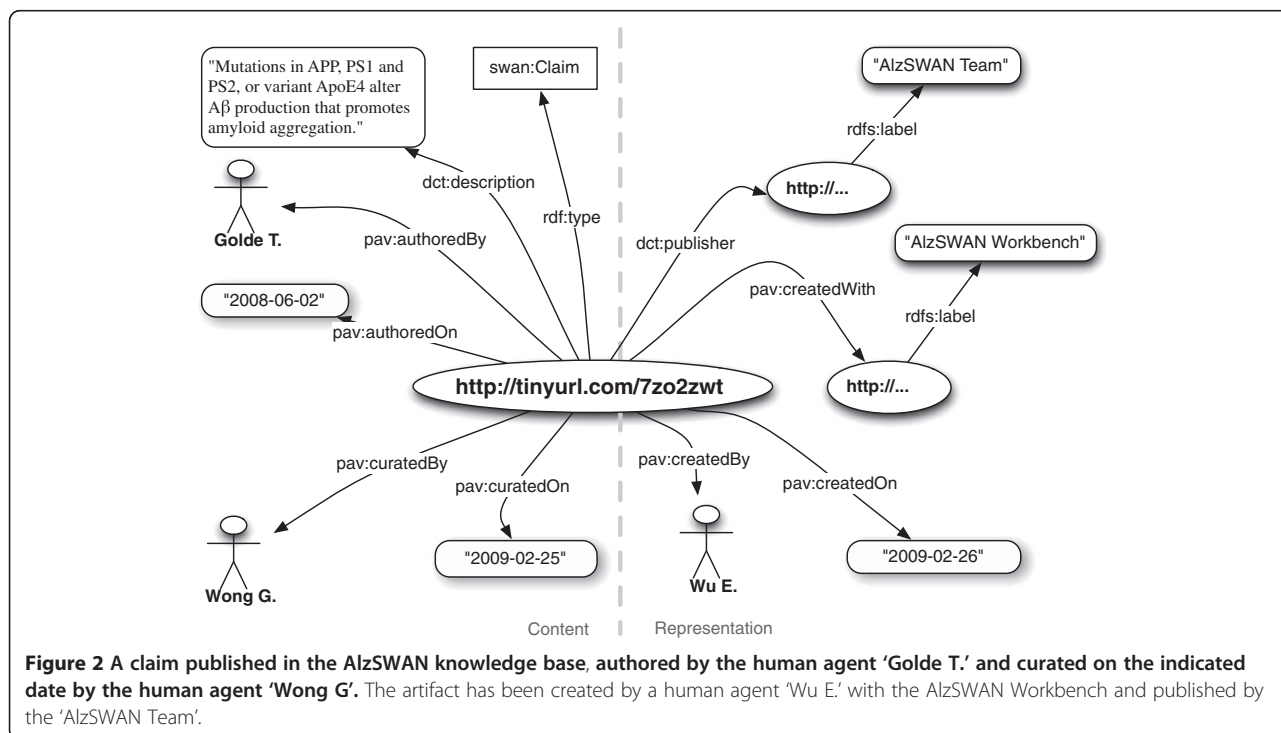 "Mutations in APP, PS1 and
PS2, or variant ApoE4 alter
Aβ production that promotes
amyloid aggregation."
swan:Claim
"AlzSWAN Team"
rdfs:label
dct:description
http://...
Golde T.
pav:authoredBy
rdf:type
dct:publisher
"AlzSWAN Workbench"
pav:createdWith
"2008-06-02"
rdfs:label
pav:authoredOn
http://tinyurl.com/7zo2zwt
http://...
pav:curatedBy
pav:createdBy
pav:curatedOn
pav:createdOn
"2009-02-25"
"2009-02-26"
Wong G.
Wu E.
Content
Representation
Figure 2 A claim published in the AlzSWAN knowledge base, authored by the human agent ‘Golde T.’ and curated on the indicated
date by the human agent ‘Wong G’. The artifact has been created by a human agent ‘Wu E.’ with the AlzSWAN Workbench and published by
the ‘AlzSWAN Team’.